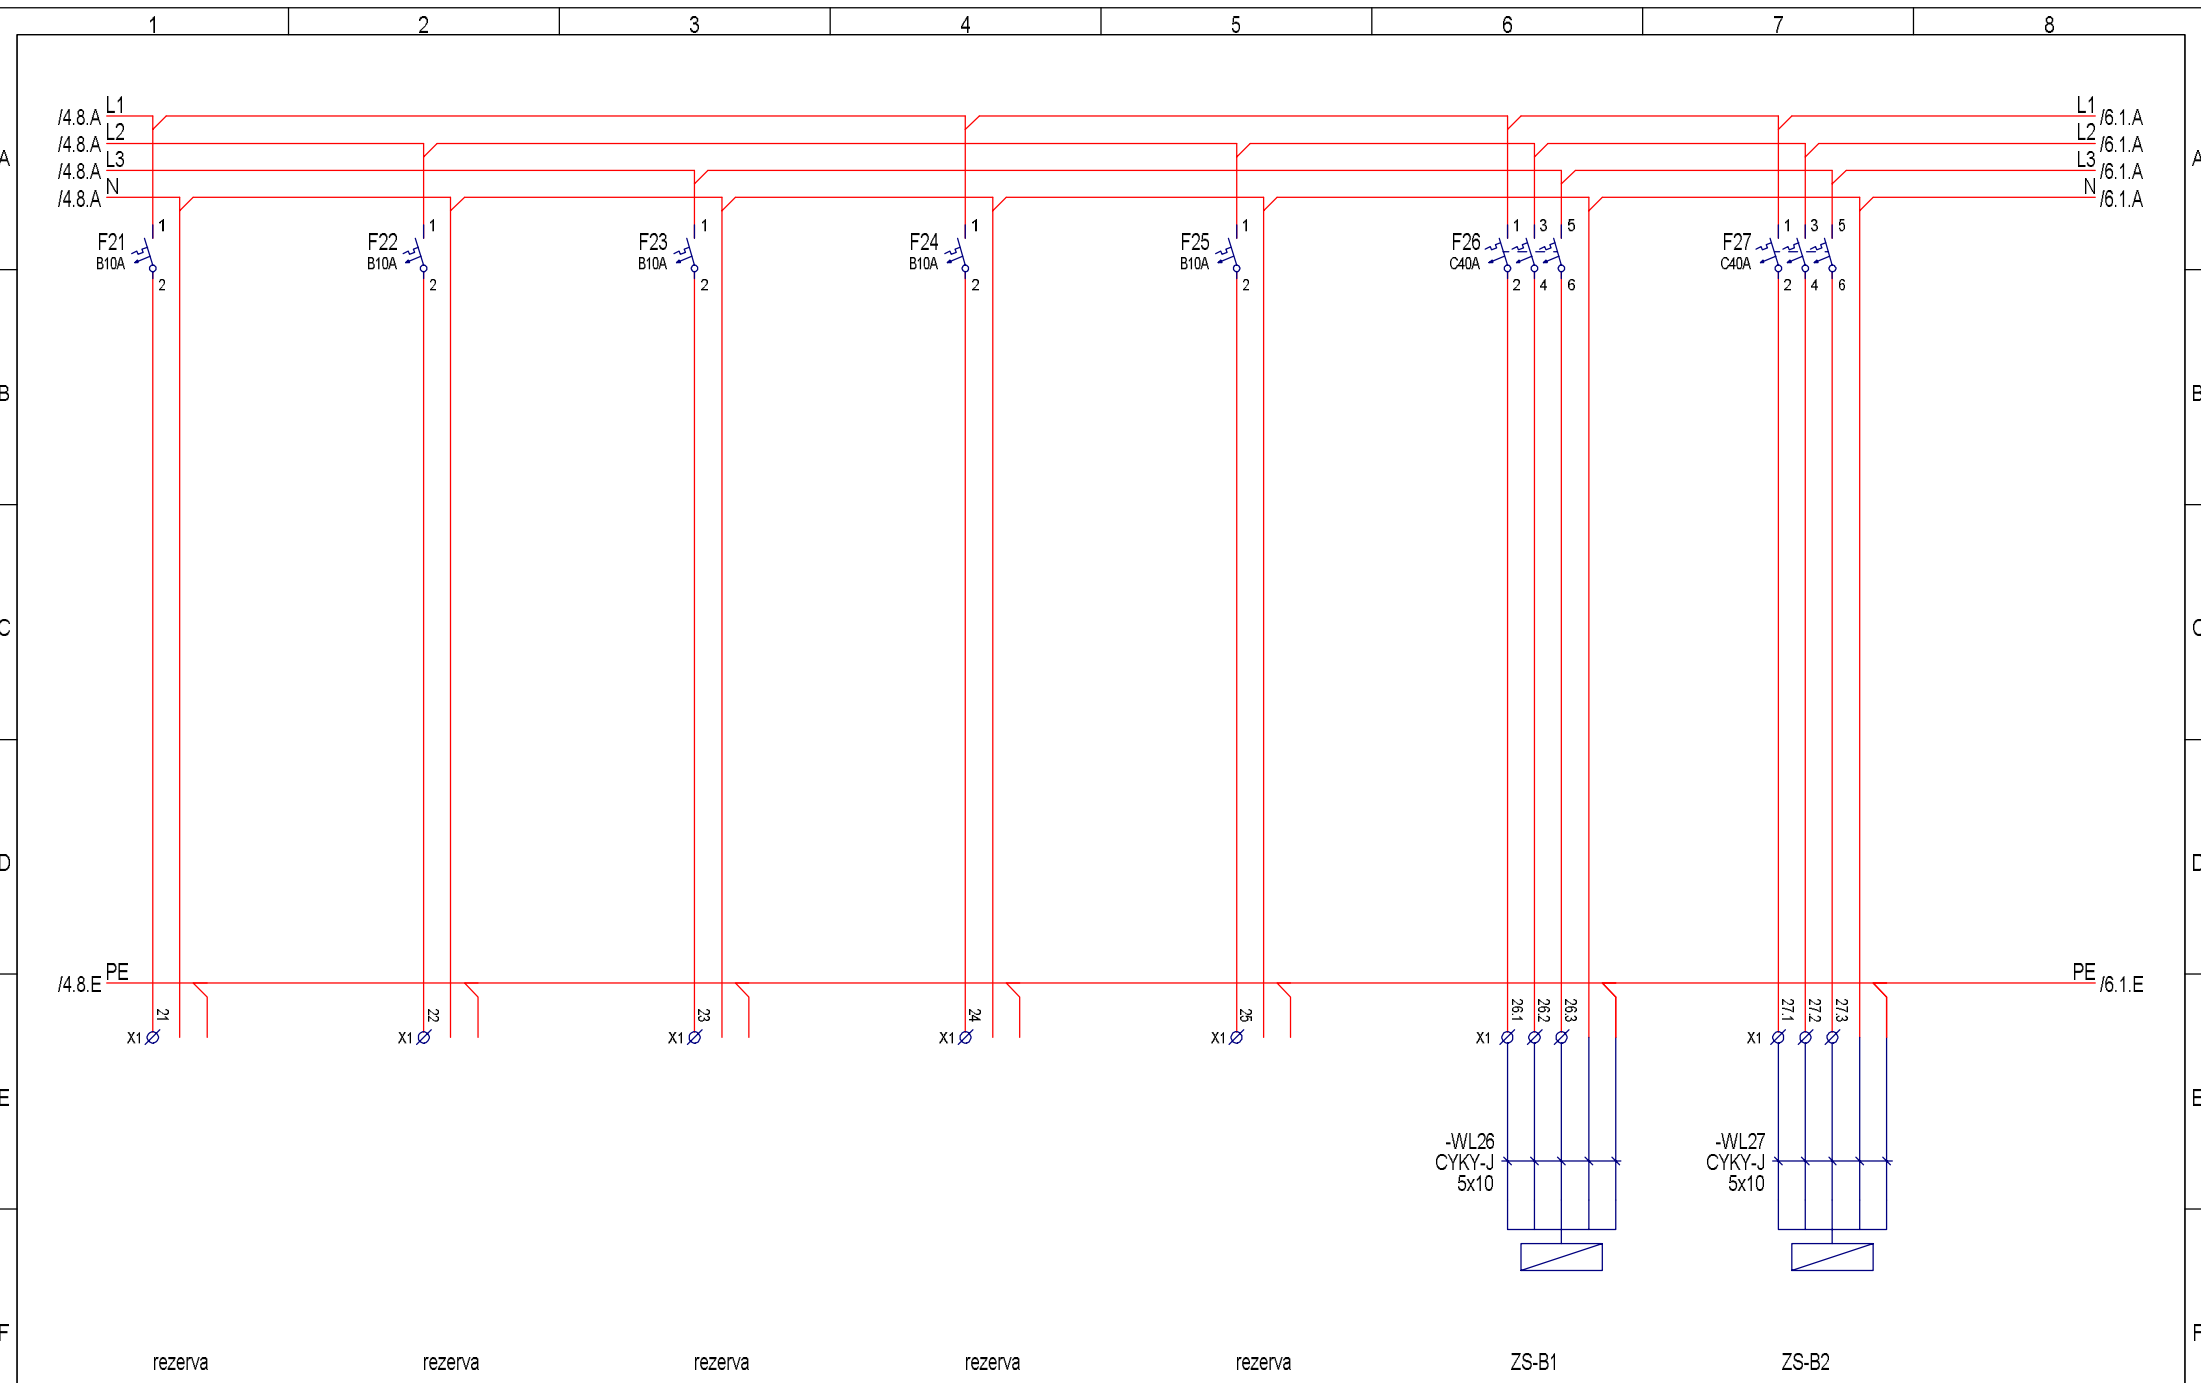 1 2 3 4 5 6 7 8
L1 L1
/4.8.A /6.1.A
L2 L2
/4.8.A /6.1.A
A A
L3 L3
/4.8.A /6.1.A
N N
/4.8.A /6.1.A
1 1 1 1 1 1 3 5 1 3 5
F21 F22 F23 F24 F25 F26 F27
B10A B10A B10A B10A B10A C40A C40A
2 2 2 2 2 2 4 6 2 4 6
B B
C C
D D
PE PE
/4.8.E /6.1.E
21 22 23 24 25 26.1 26.2 26.3 27.1 27.2 27.3
X1 X1 X1 X1 X1 X1 X1
E E
-WL26 -WL27
CYKY-J CYKY-J
5x10 5x10
F F
rezerva rezerva rezerva rezerva rezerva ZS-B1 ZS-B2